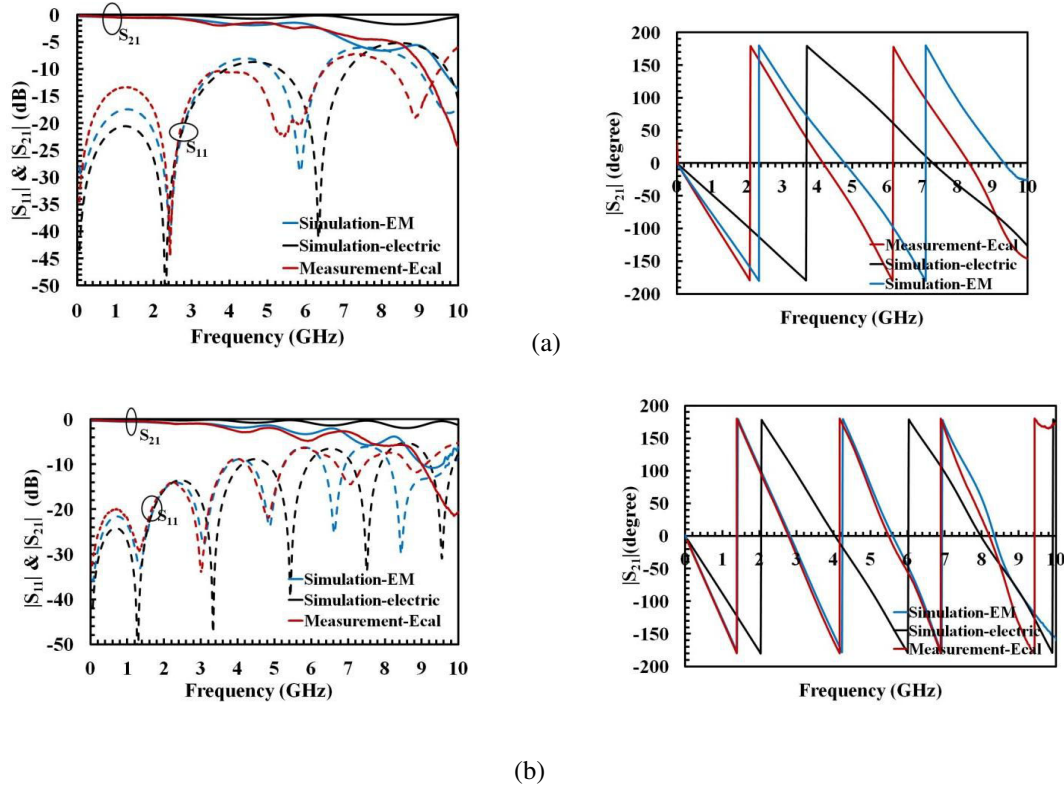 |S11| & |S21| (dB)
0
-5
-10
-15
-20
-25
-30
-35
-40
-45
-50
S21
S11
Simulation-EM
Simulation-electric
Measurement-Ecal
0 1 2 3 4 5 6 7 8 9 10
Frequency (GHz)
|S21| (degree)
200
150
100
50
0
-50
-100
-150
-200
0 1 2 3 4 5 6 7 8 9 10
Measurement-Ecal
Simulation-electric
Simulation-EM
Frequency (GHz)
(a)
|S11| & |S21| (dB)
0
-10
-20
-30
-40
-50
S21
S11
Simulation-EM
Simulation-electric
Measurement-Ecal
0 1 2 3 4 5 6 7 8 9 10
Frequency (GHz)
|S21|(degree)
200
150
100
50
0
-50
-100
-150
-200
0 1 2 3 4 5 6 7 8 9 10
Simulation-EM
Simulation-electric
Measurement-Ecal
Frequency (GHz)
(b)